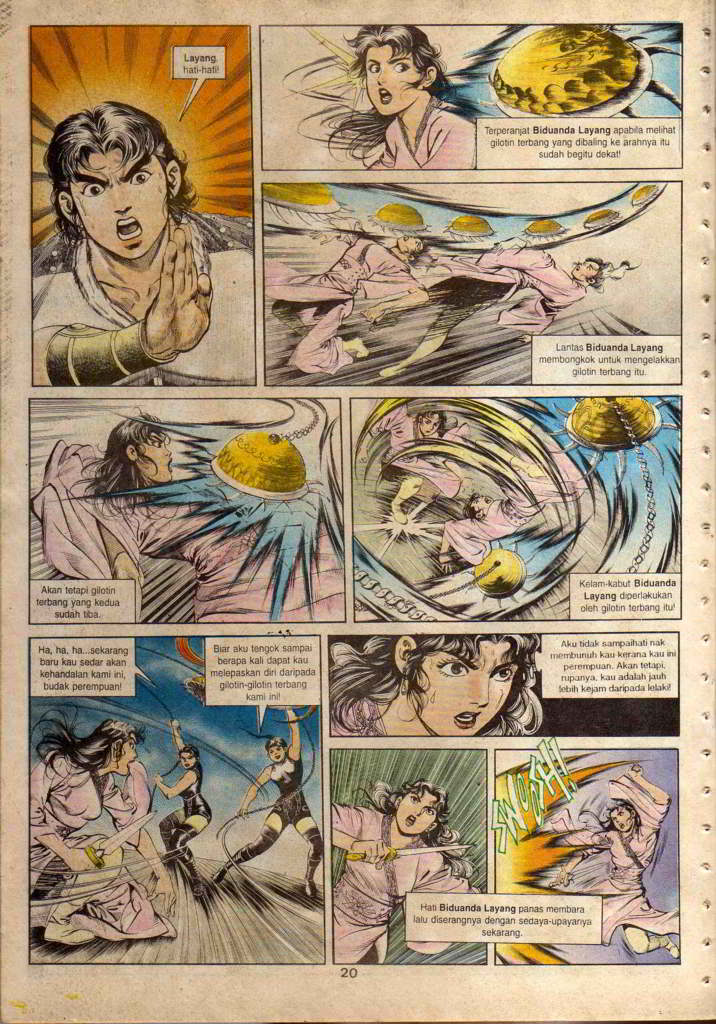 Layang,
hati-hati!
Terperanjat Biduanda Layang apabila melihat
gilotin terbang yang dibaling ke arahnya itu
sudah begitu dekat!
Lantas Biduanda Layang
membongkok untuk mengelakkan
gilotin terbang itu.
Akan tetapi gilotin
terbang yang kedua
sudah tiba.
Kelam-kabut Biduanda
Layang diperlakukan
oleh gilotin terbang itu!
Ha, ha, ha...sekarang
baru kau sedar akan
kehandalan kami ini,
budak perempuan!
Biar aku tengok sampai
berapa kali dapat kau
melepaskan diri daripada
gilotin-gilotin terbang
kami ini!
Aku tidak sampaihati nak
membunuh kau kerana kau ini
perempuan. Akan tetapi,
rupanya, kau adalah jauh
lebih kejam daripada lelaki!
SWOSH!
Hati Biduanda Layang panas membara
lalu diserangnya dengan sedaya-upayanya
sekarang.
20